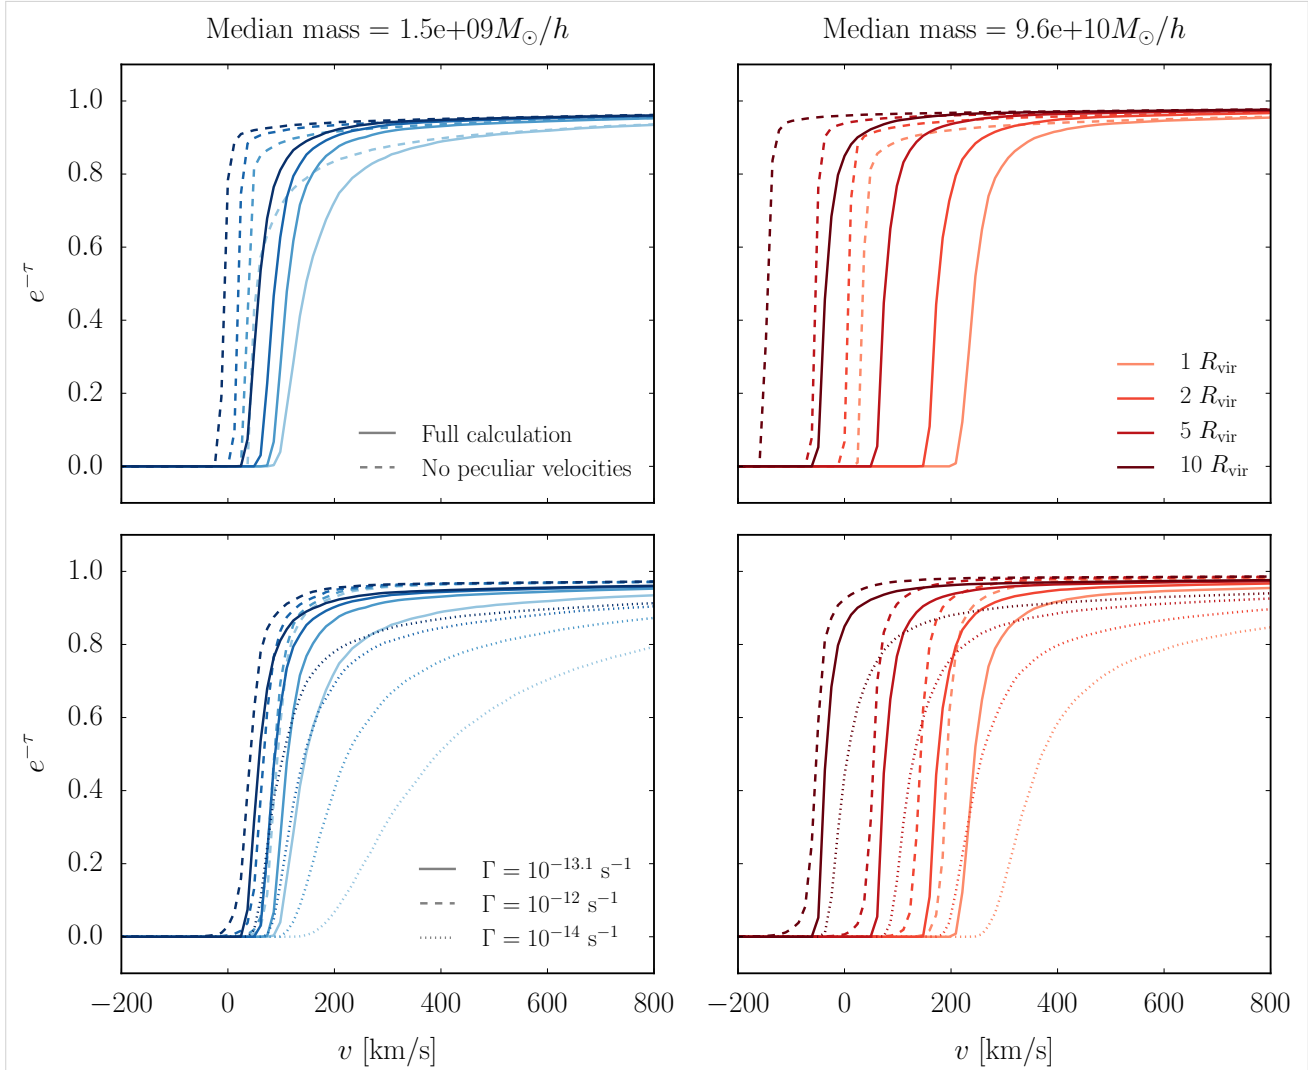 Median mass = 1.5e+09M⊙/h
Median mass = 9.6e+10M⊙/h
1.0
0.8
0.6
0.4
0.2
0.0
e^{−τ}
Full calculation
No peculiar velocities
1 R_vir
2 R_vir
5 R_vir
10 R_vir
1.0
0.8
0.6
0.4
0.2
0.0
e^{−τ}
Γ = 10^{−13.1} s^{−1}
Γ = 10^{−12} s^{−1}
Γ = 10^{−14} s^{−1}
−200 0 200 400 600 800
−200 0 200 400 600 800
v [km/s]
v [km/s]